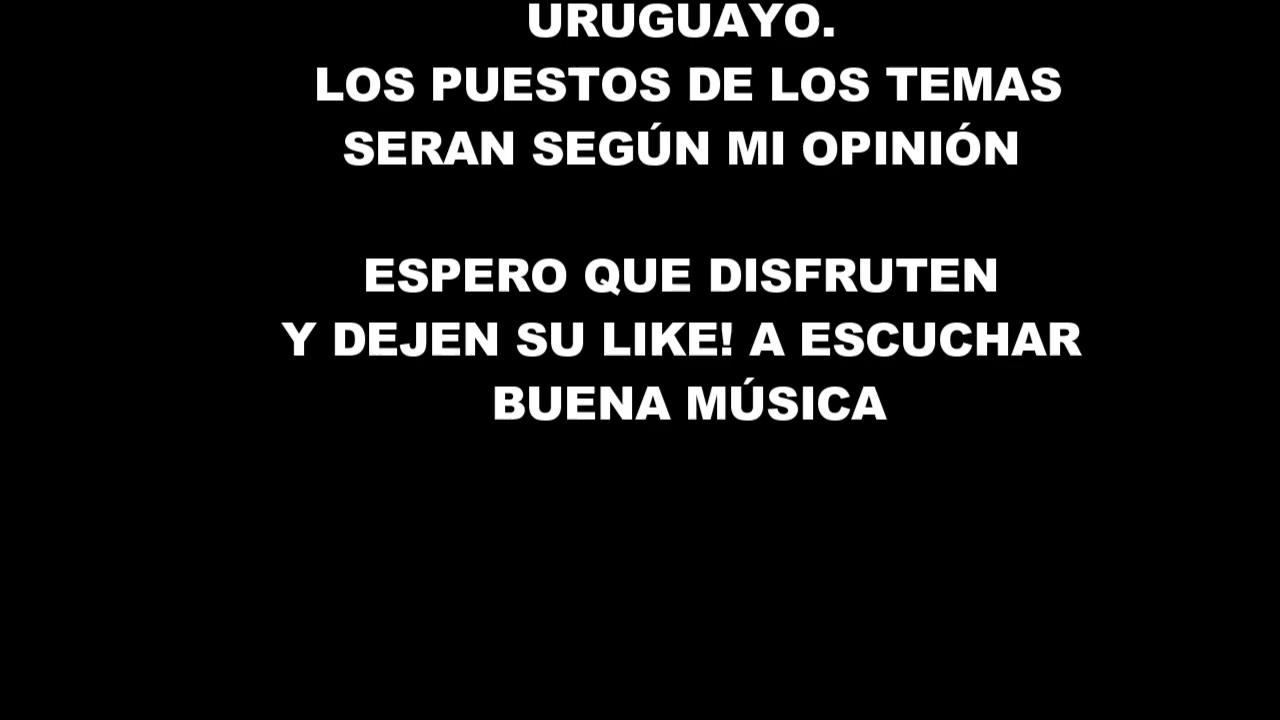 URUGUAYO.
LOS PUESTOS DE LOS TEMAS
SERAN SEGÚN MI OPINIÓN
ESPERO QUE DISFRUTEN
Y DEJEN SU LIKE! A ESCUCHAR
BUENA MÚSICA